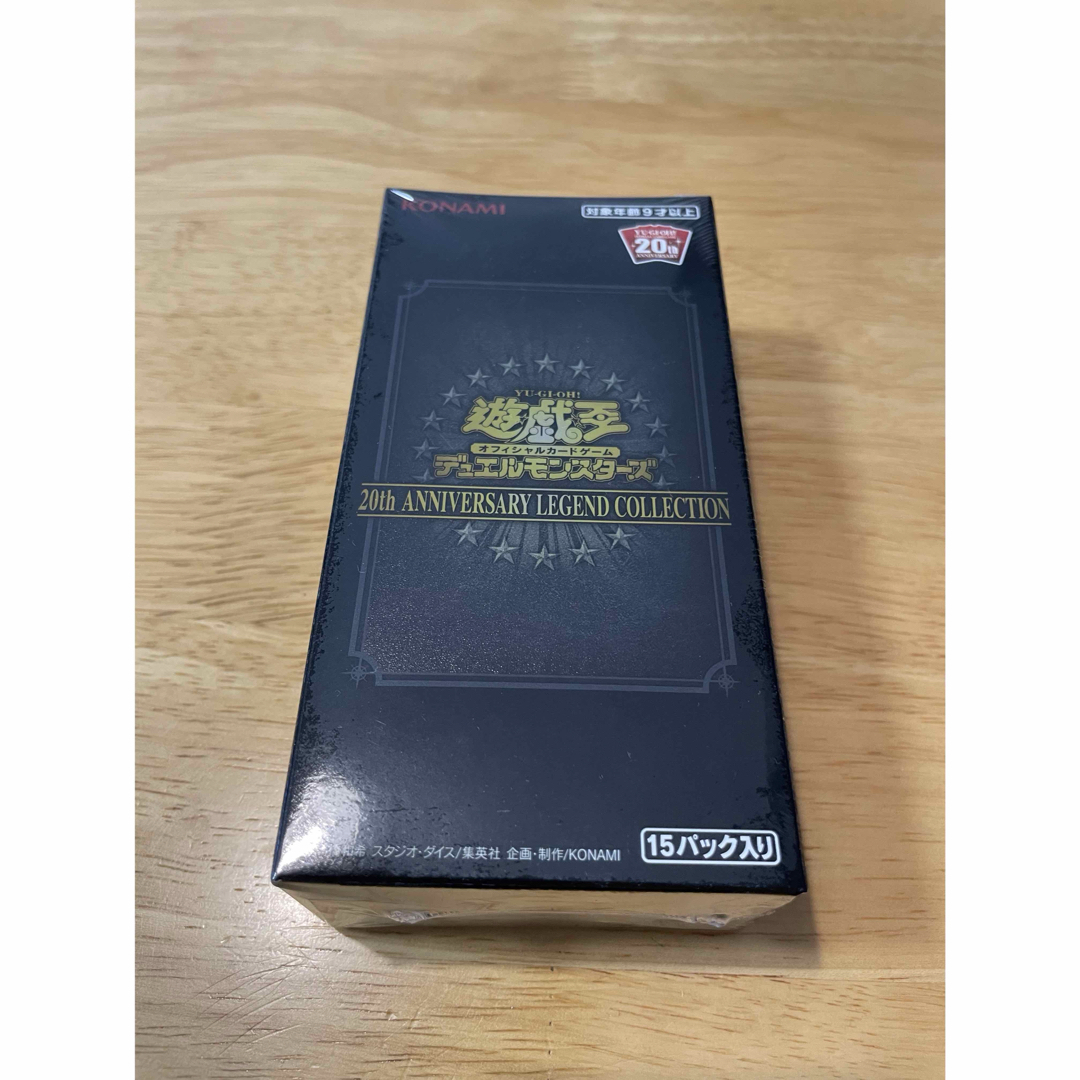 KONAMI
対象年齢9才以上
YU-GI-OH!
20th
ANNIVERSARY
YU-GI-OH!
遊戯王
オフィシャルカードゲーム
デュエルモンスターズ
20th ANNIVERSARY LEGEND COLLECTION
スタジオ・ダイス/集英社 企画・制作/KONAMI
15パック入り